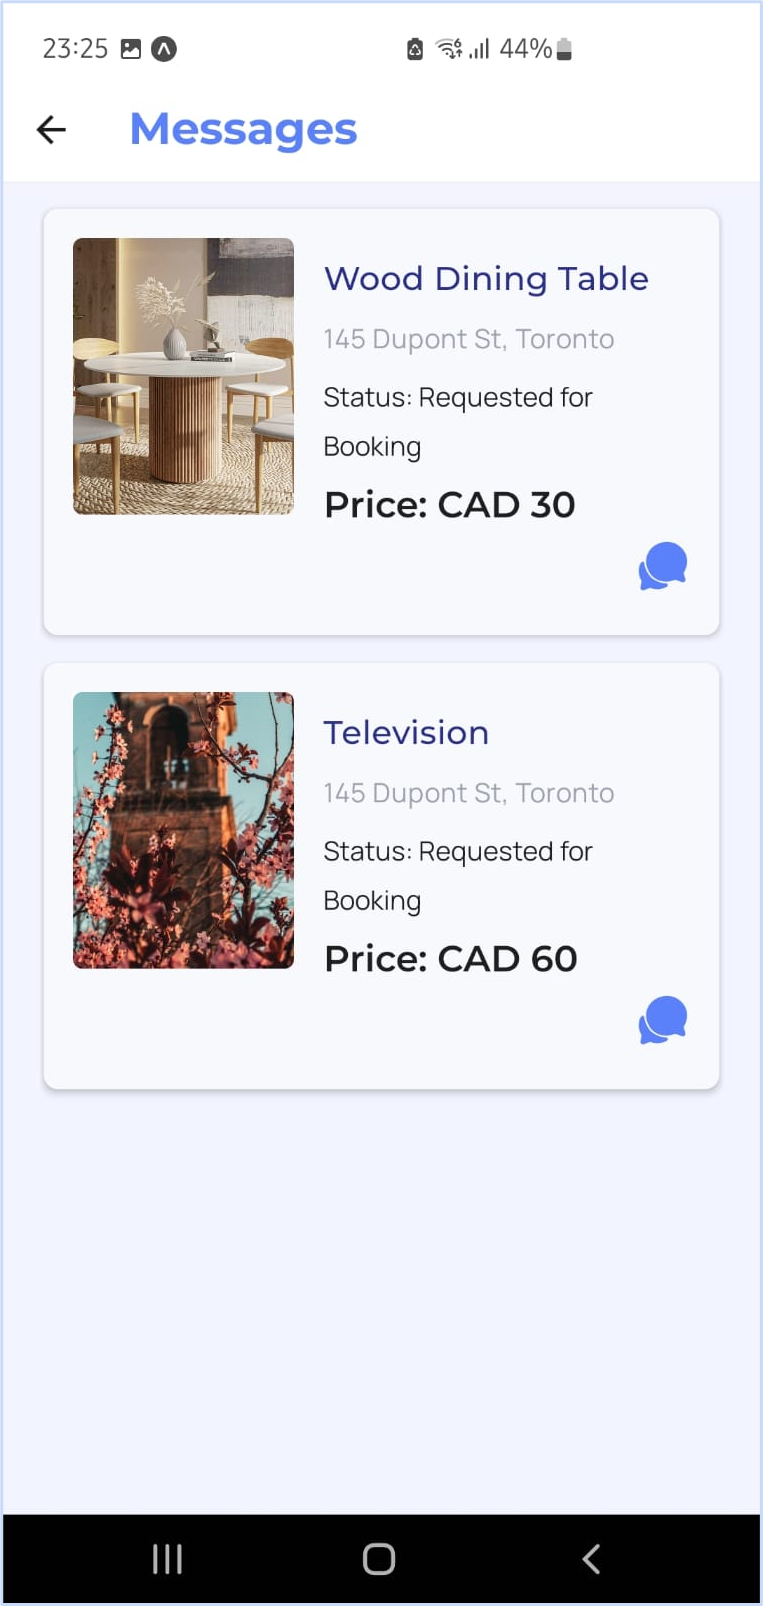 23:25 44%
Messages
Wood Dining Table
145 Dupont St, Toronto
Status: Requested for
Booking
Price: CAD 30
Television
145 Dupont St, Toronto
Status: Requested for
Booking
Price: CAD 60